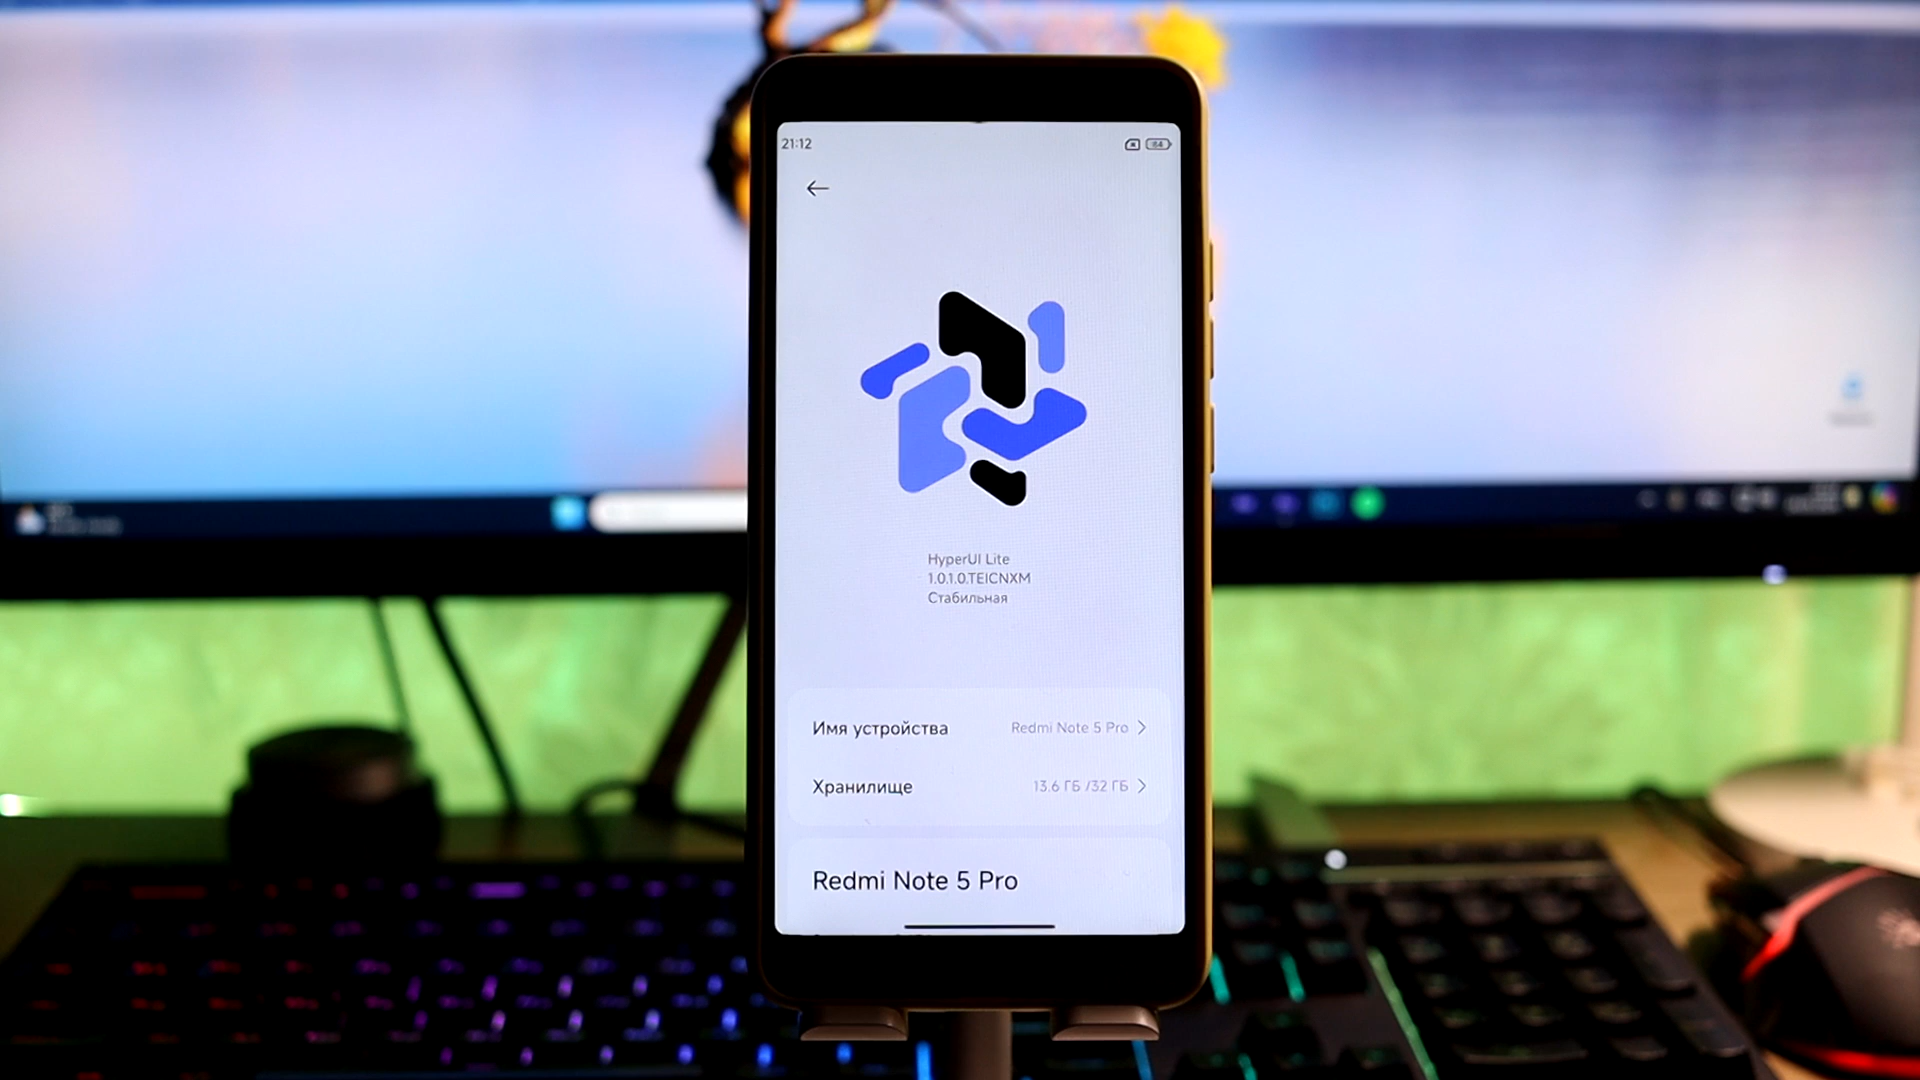 21:12
84
HyperUI Lite
1.0.1.0.TEICNXM
Стабильная
Имя устройства Redmi Note 5 Pro
Хранилище 13.6 ГБ /32 ГБ
Redmi Note 5 Pro